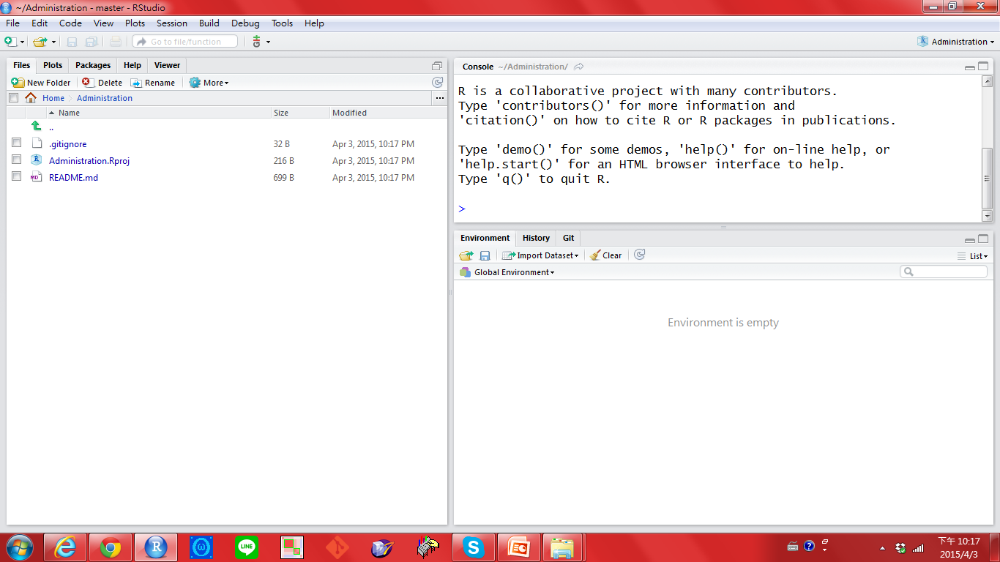 ~/Administration - master - RStudio
File Edit Code View Plots Session Build Debug Tools Help
Go to file/function
Administration
Files Plots Packages Help Viewer
New Folder Delete Rename More
Home Administration ...
Name Size Modified
..
.gitignore 32 B Apr 3, 2015, 10:17 PM
Administration.Rproj 216 B Apr 3, 2015, 10:17 PM
MD README.md 699 B Apr 3, 2015, 10:17 PM
Console ~/Administration/
R is a collaborative project with many contributors.
Type 'contributors()' for more information and
'citation()' on how to cite R or R packages in publications.
Type 'demo()' for some demos, 'help()' for on-line help, or
'help.start()' for an HTML browser interface to help.
Type 'q()' to quit R.
>
Environment History Git
Import Dataset Clear List
Global Environment
Environment is empty
R LINE S
下午 10:17
2015/4/3